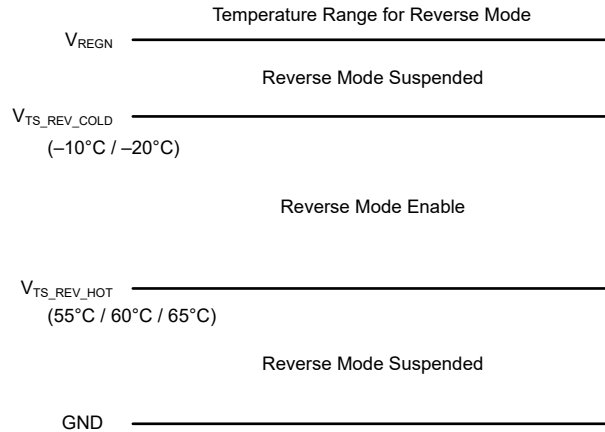 Temperature Range for Reverse Mode
VREGN
Reverse Mode Suspended
VTS_REV_COLD
(–10°C / –20°C)
Reverse Mode Enable
VTS_REV_HOT
(55°C / 60°C / 65°C)
Reverse Mode Suspended
GND